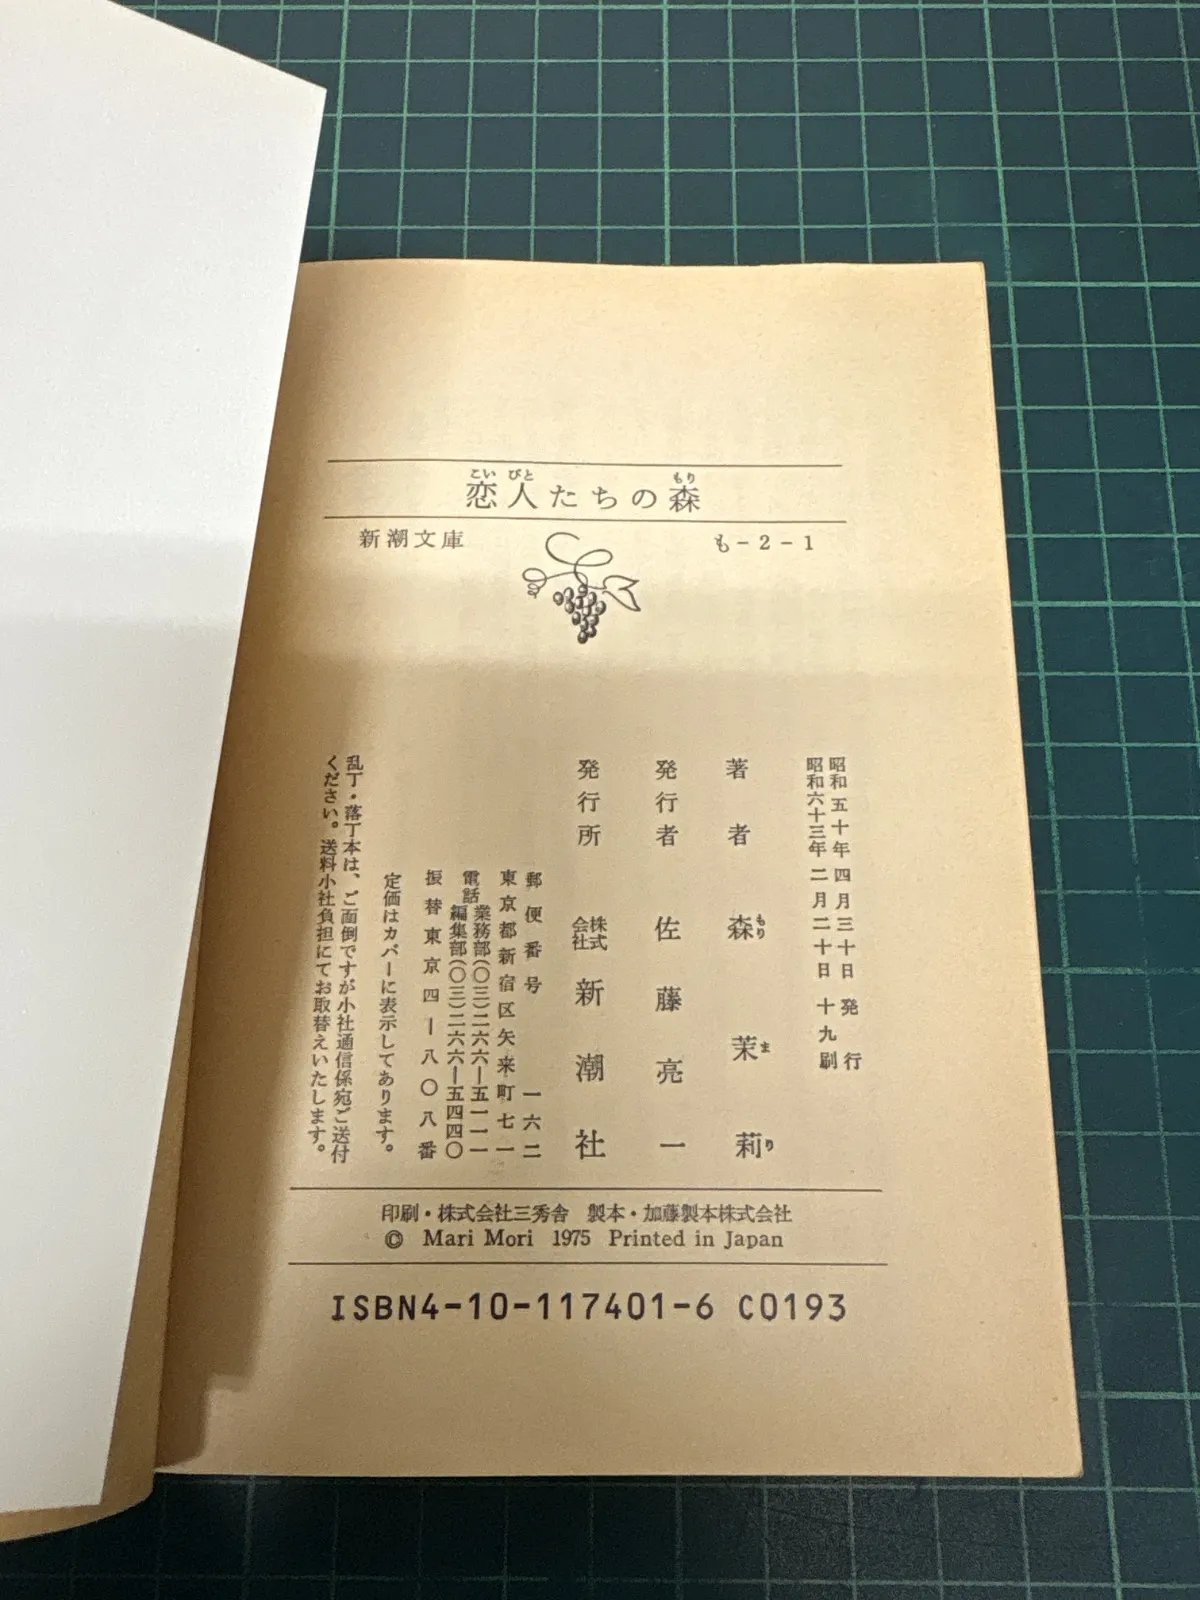 恋人たちの森
こいびと もり
新潮文庫 も-2-1
昭和五十年四月三十日発行
昭和六十三年二月二十日十九刷
著者 森茉莉
もり ま り
発行者 佐藤亮一
発行所 株式会社新潮社
郵便番号 一六二
東京都新宿区矢来町七一
電話 業務部(〇三)二六六―五一一一
編集部(〇三)二六六―五四四〇
振替東京四―八〇八番
定価はカバーに表示してあります。
乱丁・落丁本は、ご面倒ですが小社通信係宛ご送付
ください。送料小社負担にてお取替えいたします。
印刷・株式会社三秀舎 製本・加藤製本株式会社
© Mari Mori 1975 Printed in Japan
ISBN4-10-117401-6 C0193